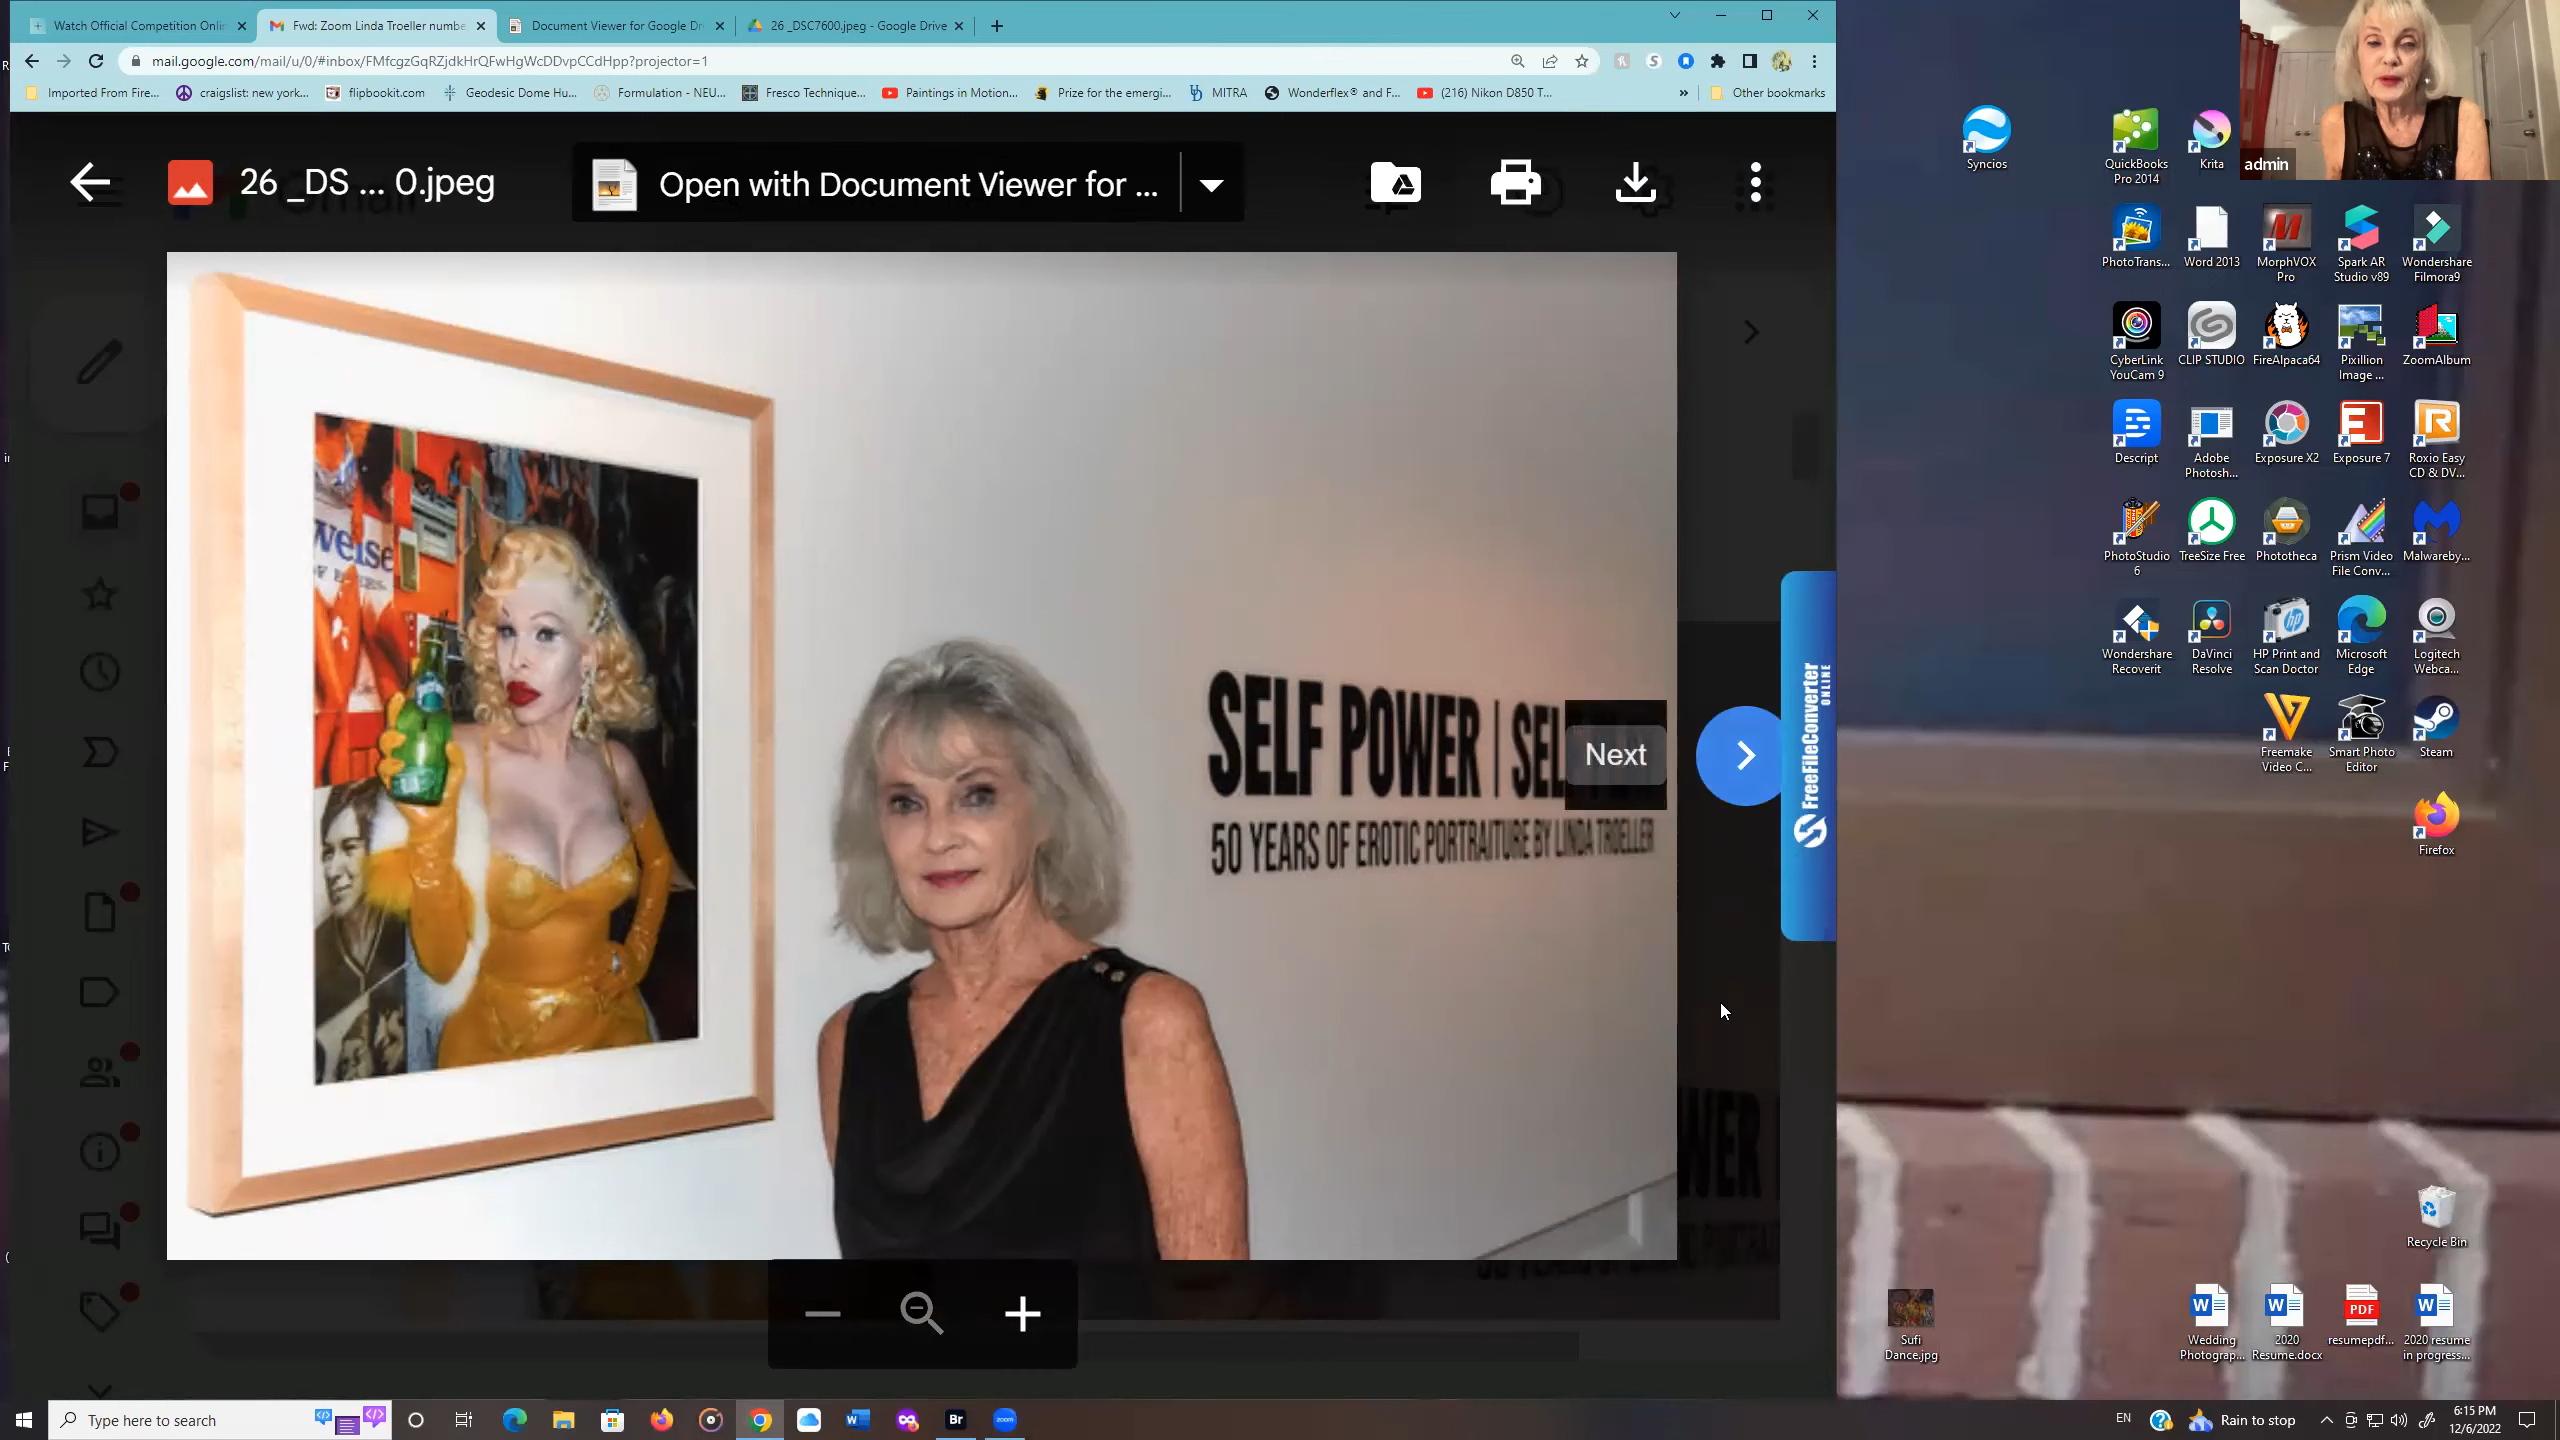 Watch Official Competition Onli
Fwd: Zoom Linda Troeller numbe
Document Viewer for Google Dr
26 _DSC7600.jpeg - Google Drive
mail.google.com/mail/u/0/#inbox/FMfcgzGqRZjdkHrQFwHgWcDDvpCCdHpp?projector=1
Imported From Fire...
craigslist: new york...
flipbookit.com
Geodesic Dome Hu...
Formulation - NEU...
Fresco Technique...
Paintings in Motion...
Prize for the emergi...
MITRA
Wonderflex® and F...
(216) Nikon D850 T...
»
Other bookmarks
26 _DS ... 0.jpeg
Open with Document Viewer for ...
SELF POWER | SEL
50 YEARS OF EROTIC PORTRAITURE BY LINDA TROELLER
Next
FreeFileConverter
ONLINE
admin
Syncios
QuickBooks
Pro 2014
Krita
PhotoTrans...
Word 2013
MorphVOX
Pro
Spark AR
Studio v89
Wondershare
Filmora9
CyberLink
YouCam 9
CLIP STUDIO
FireAlpaca64
Pixillion
Image ...
ZoomAlbum
Descript
Adobe
Photosh...
Exposure X2
Exposure 7
Roxio Easy
CD & DV...
PhotoStudio
6
TreeSize Free
Phototheca
Prism Video
File Conv...
Malwareby...
Wondershare
Recoverit
DaVinci
Resolve
HP Print and
Scan Doctor
Microsoft
Edge
Logitech
Webca...
Freemake
Video C...
Smart Photo
Editor
Steam
Firefox
Recycle Bin
Sufi
Dance.jpg
Wedding
Photograp...
2020
Resume.docx
PDF
resumepdf...
2020 resume
in progress...
Type here to search
Br
zoom
EN
Rain to stop
6:15 PM
12/6/2022